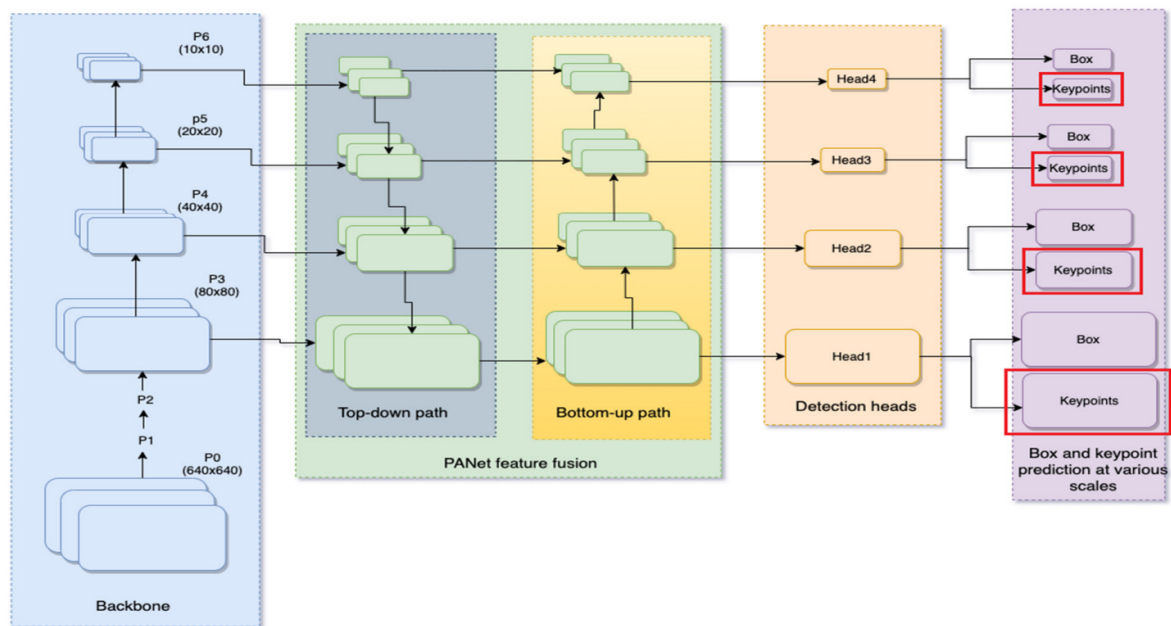 P6
(10x10)
p5
(20x20)
P4
(40x40)
P3
(80x80)
P2
P1
P0
(640x640)
Backbone
Top-down path
Bottom-up path
PANet feature fusion
Head4
Head3
Head2
Head1
Detection heads
Box
Keypoints
Box
Keypoints
Box
Keypoints
Box
Keypoints
Box and keypoint
prediction at various
scales